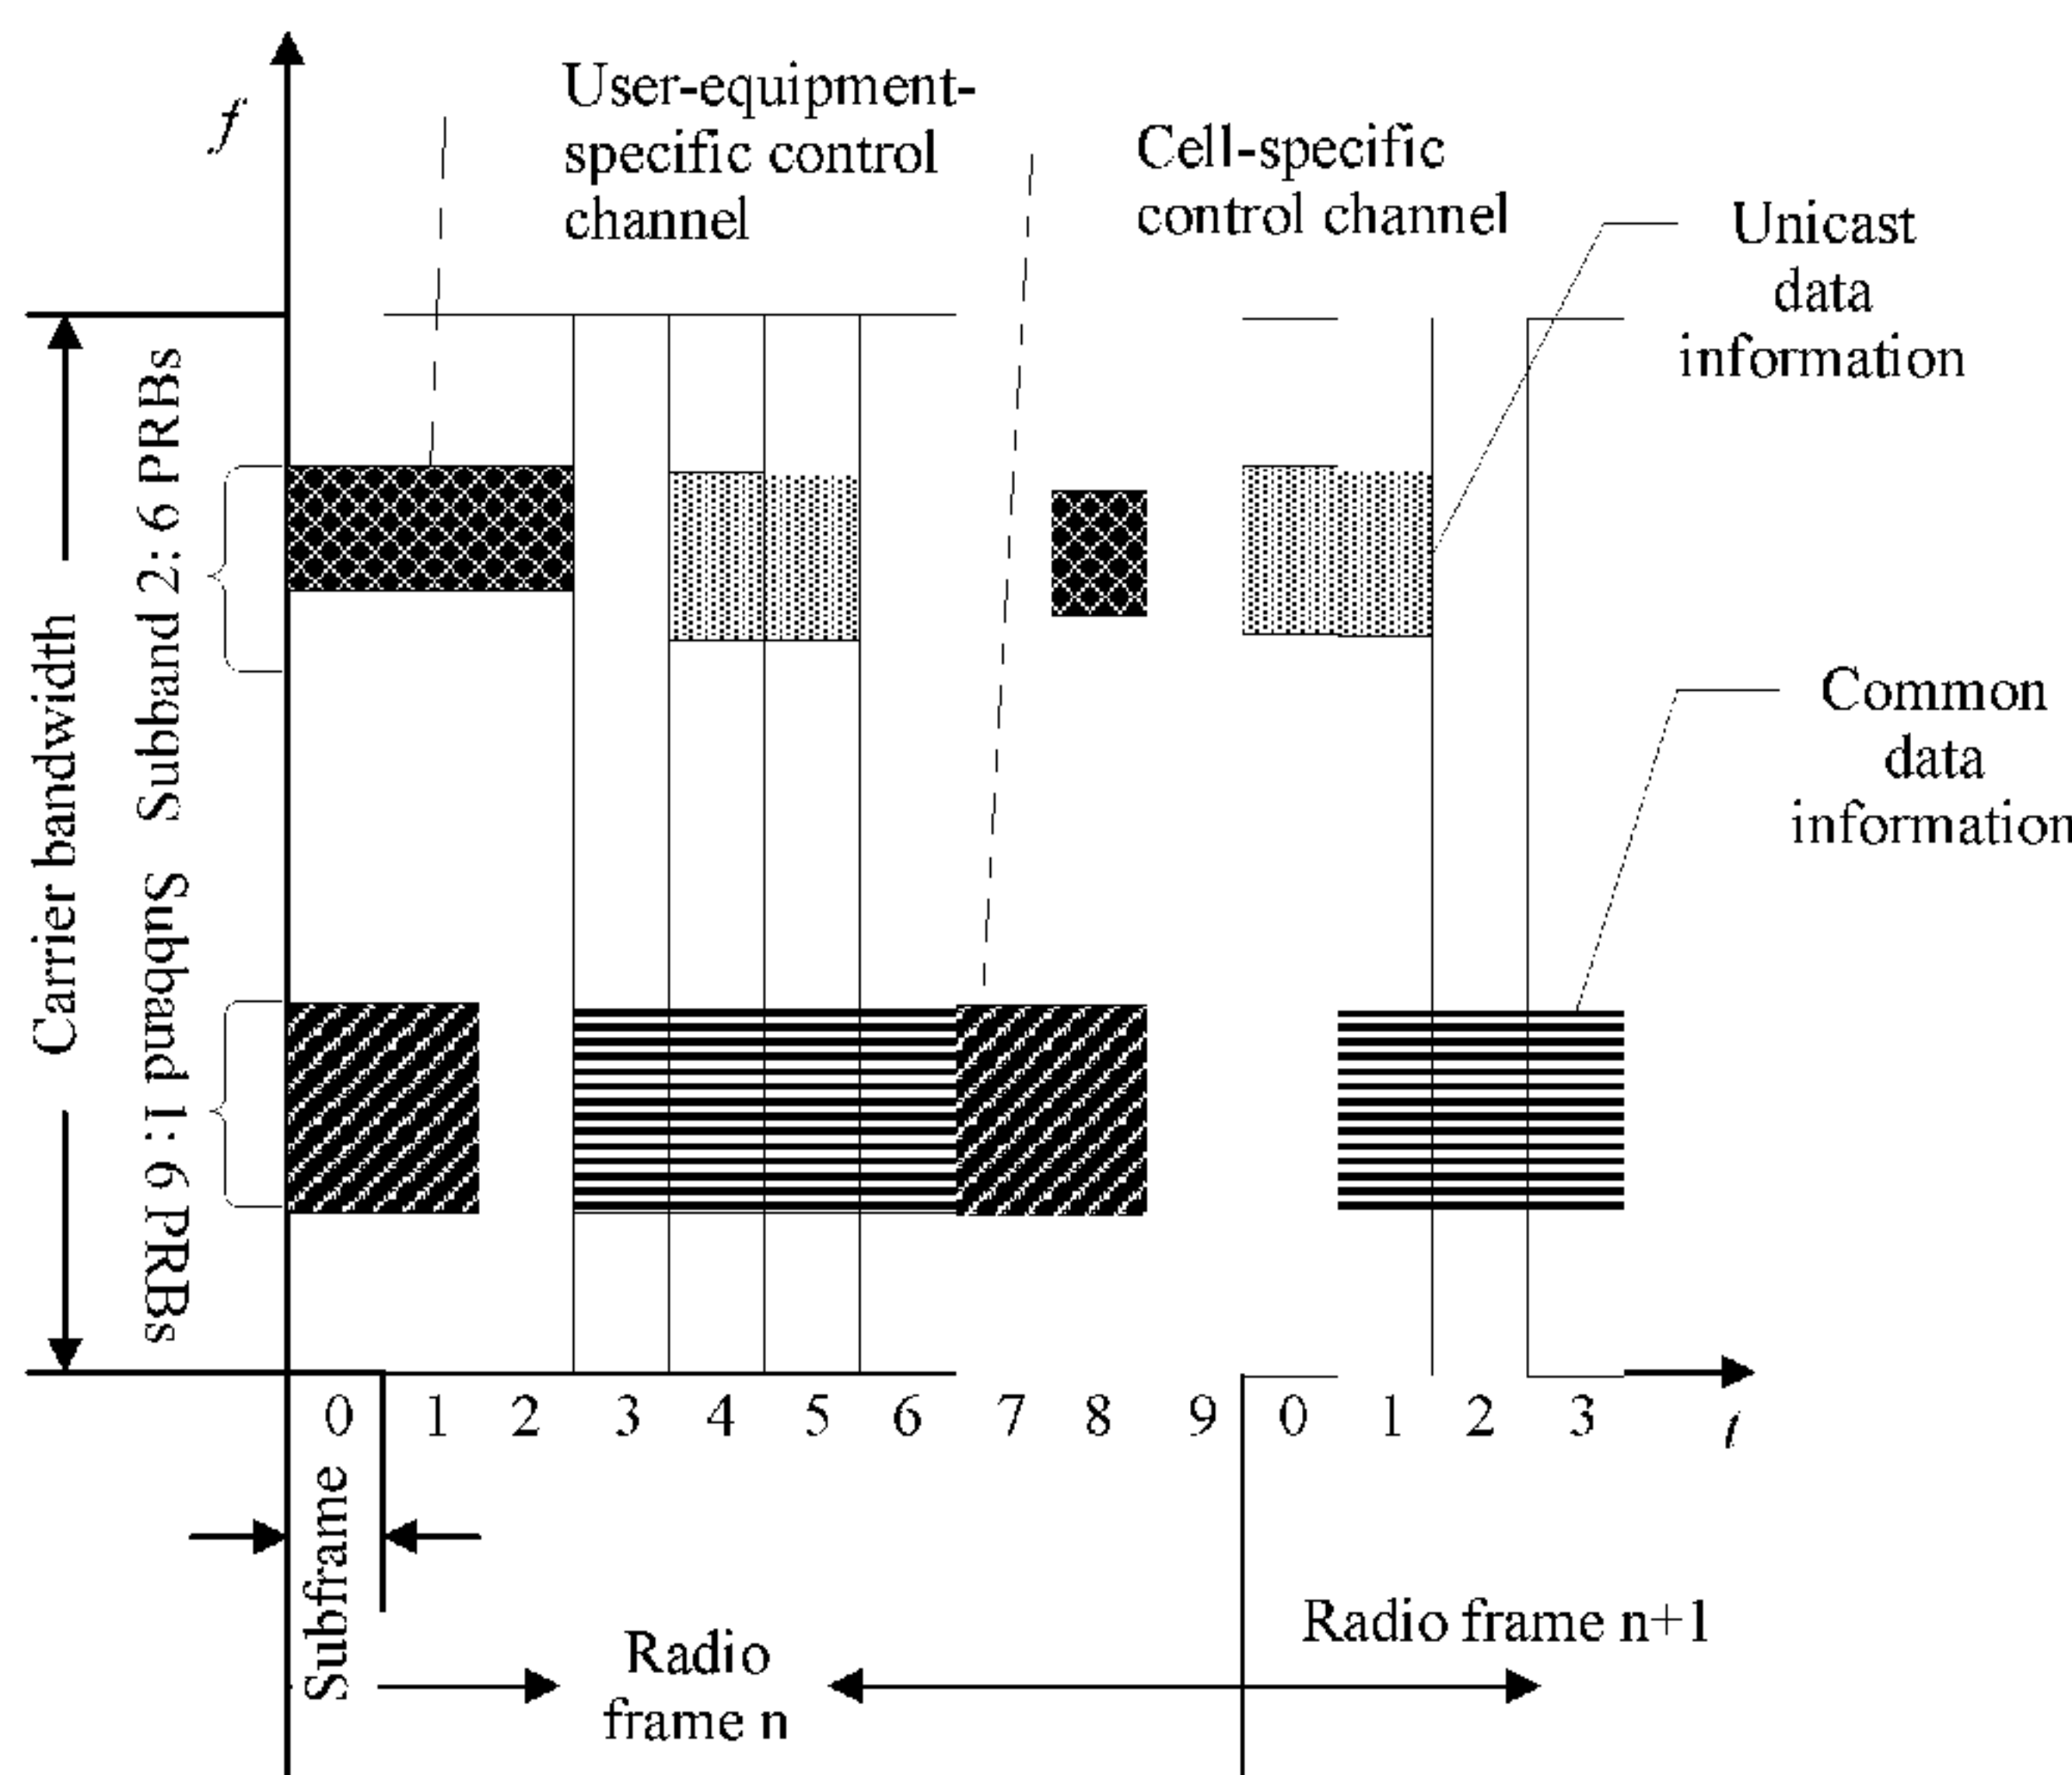 f
User-equipment-
specific control
channel
Cell-specific
control channel
Unicast
data
information
Carrier bandwidth
Subband 2: 6 PRBs
Subband 1: 6 PRBs
Common
data
information
0 1 2 3 4 5 6 7 8 9 0 1 2 3 t
Subframe
Radio
frame n
Radio frame n+1